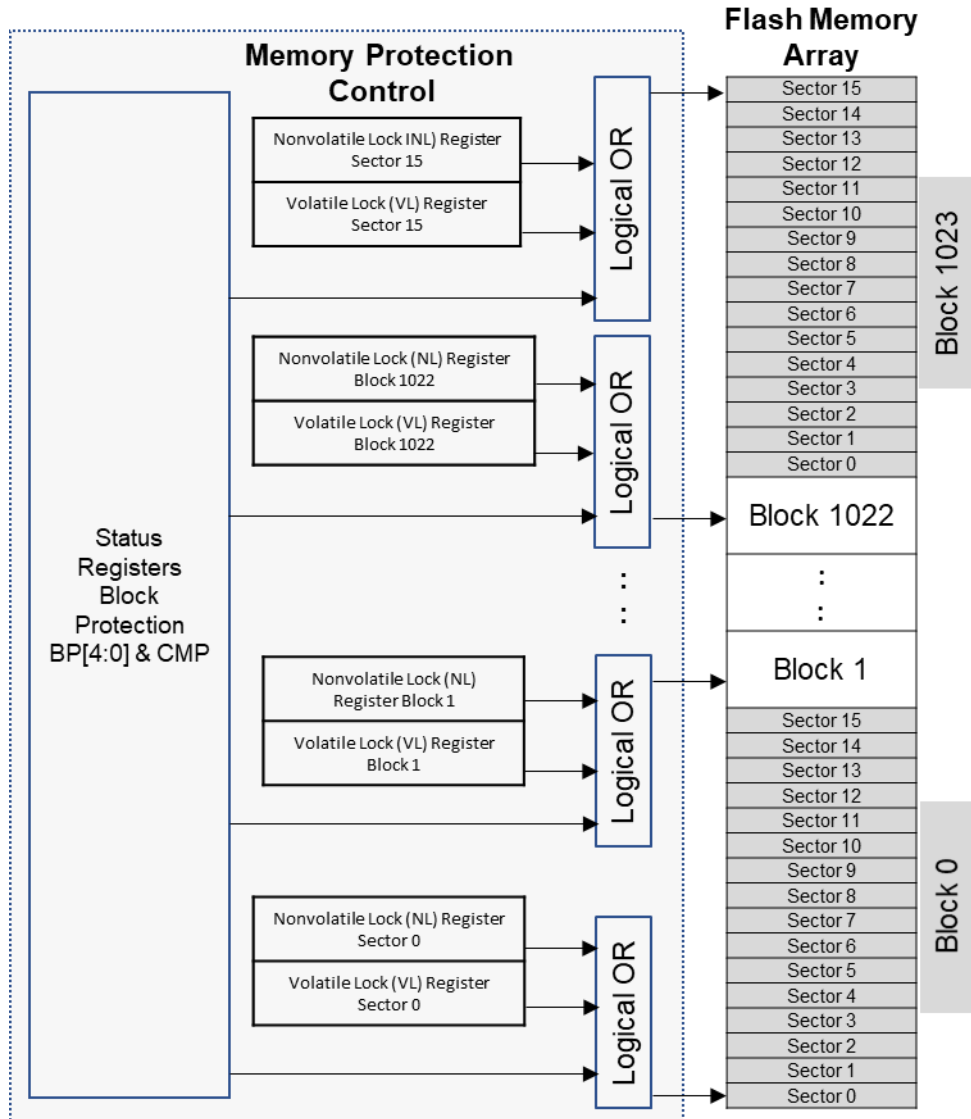 Flash Memory
Array
Memory Protection
Control
Status
Registers
Block
Protection
BP[4:0] & CMP
Nonvolatile Lock INL) Register
Sector 15
Volatile Lock (VL) Register
Sector 15
Logical OR
Nonvolatile Lock (NL) Register
Block 1022
Volatile Lock (VL) Register
Block 1022
Logical OR
:
:
Nonvolatile Lock (NL)
Register Block 1
Volatile Lock (VL) Register
Block 1
Logical OR
Nonvolatile Lock (NL) Register
Sector 0
Volatile Lock (VL) Register
Sector 0
Logical OR
Sector 15
Sector 14
Sector 13
Sector 12
Sector 11
Sector 10
Sector 9
Sector 8
Sector 7
Sector 6
Sector 5
Sector 4
Sector 3
Sector 2
Sector 1
Sector 0
Block 1023
Block 1022
:
:
Block 1
Sector 15
Sector 14
Sector 13
Sector 12
Sector 11
Sector 10
Sector 9
Sector 8
Sector 7
Sector 6
Sector 5
Sector 4
Sector 3
Sector 2
Sector 1
Sector 0
Block 0